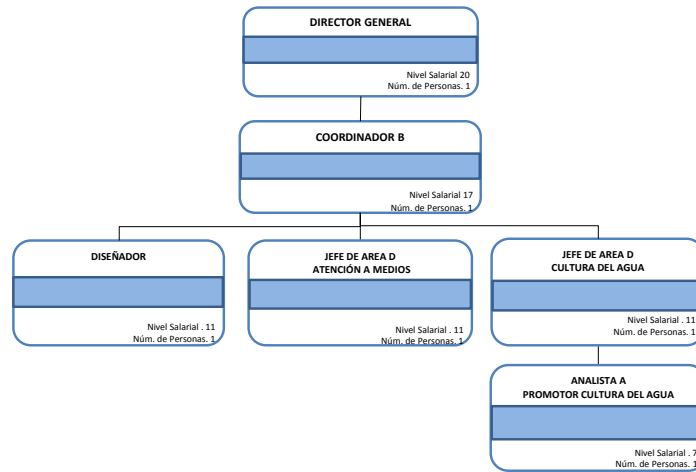 DIRECTOR GENERAL
Nivel Salarial 20
Núm. de Personas. 1
COORDINADOR B
Nivel Salarial 17
Núm. de Personas. 1
DISEÑADOR
Nivel Salarial . 11
Núm. de Personas. 1
JEFE DE AREA D
ATENCIÓN A MEDIOS
Nivel Salarial . 11
Núm. de Personas. 1
JEFE DE AREA D
CULTURA DEL AGUA
Nivel Salarial . 11
Núm. de Personas. 1
ANALISTA A
PROMOTOR CULTURA DEL AGUA
Nivel Salarial . 7
Núm. de Personas. 1